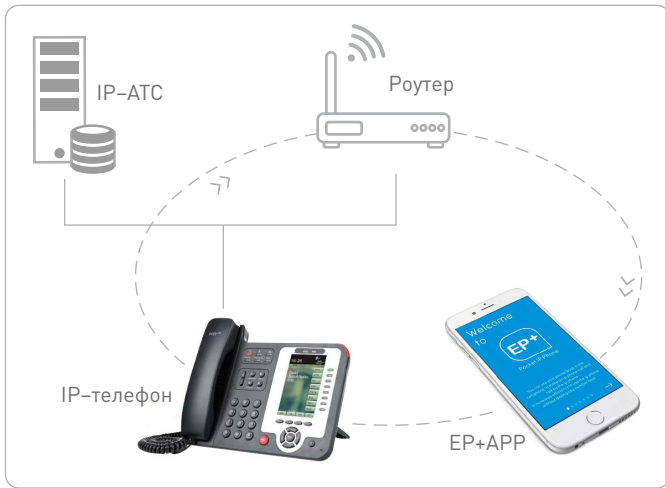 IP–АТС
Роутер
IP–телефон
Welcome
to
EP+
Pocket IP Phone
EP+APP